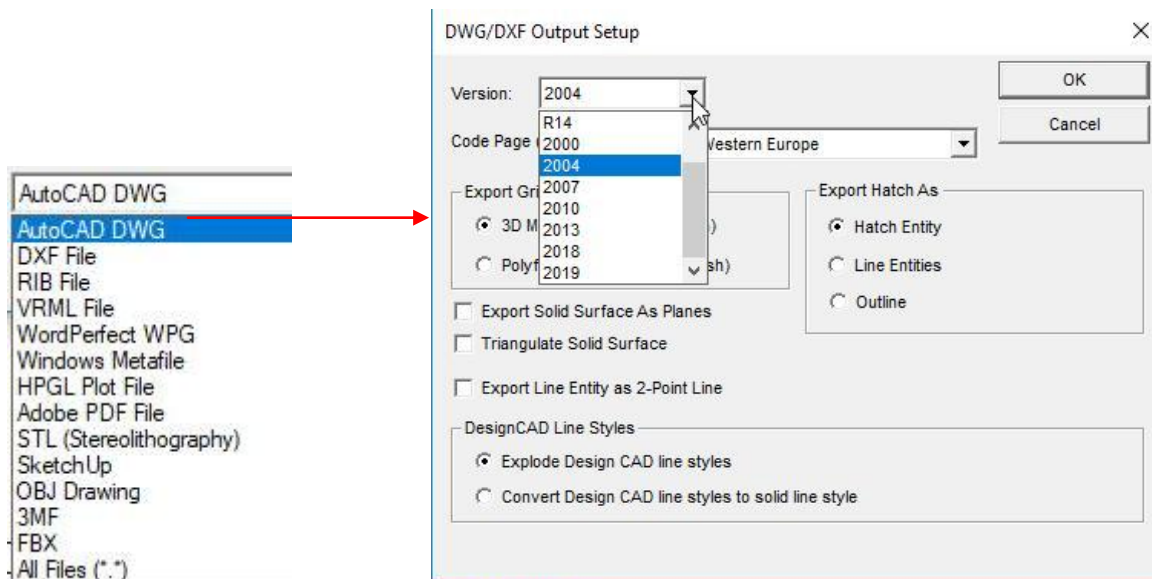 AutoCAD DWG
AutoCAD DWG
DXF File
RIB File
VRML File
WordPerfect WPG
Windows Metafile
HPGL Plot File
Adobe PDF File
STL (Stereolithography)
SketchUp
OBJ Drawing
3MF
FBX
All Files (*.*)
DWG/DXF Output Setup
Version: 2004
OK
R14
Cancel
Code Page
2000
Western Europe
2004
Export
2007
Export Hatch As
2010
3D
2013
Hatch Entity
2018
2019
Line Entities
Outline
Export Solid Surface As Planes
Triangulate Solid Surface
Export Line Entity as 2-Point Line
DesignCAD Line Styles
Explode Design CAD line styles
Convert Design CAD line styles to solid line style